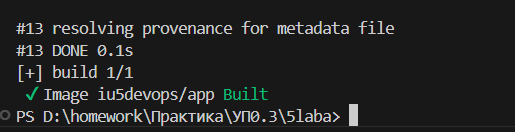 #13 resolving provenance for metadata file
#13 DONE 0.1s
[+] build 1/1
✓ Image iu5devops/app Built
PS D:\homework\Практика\УП0.3\5laba>